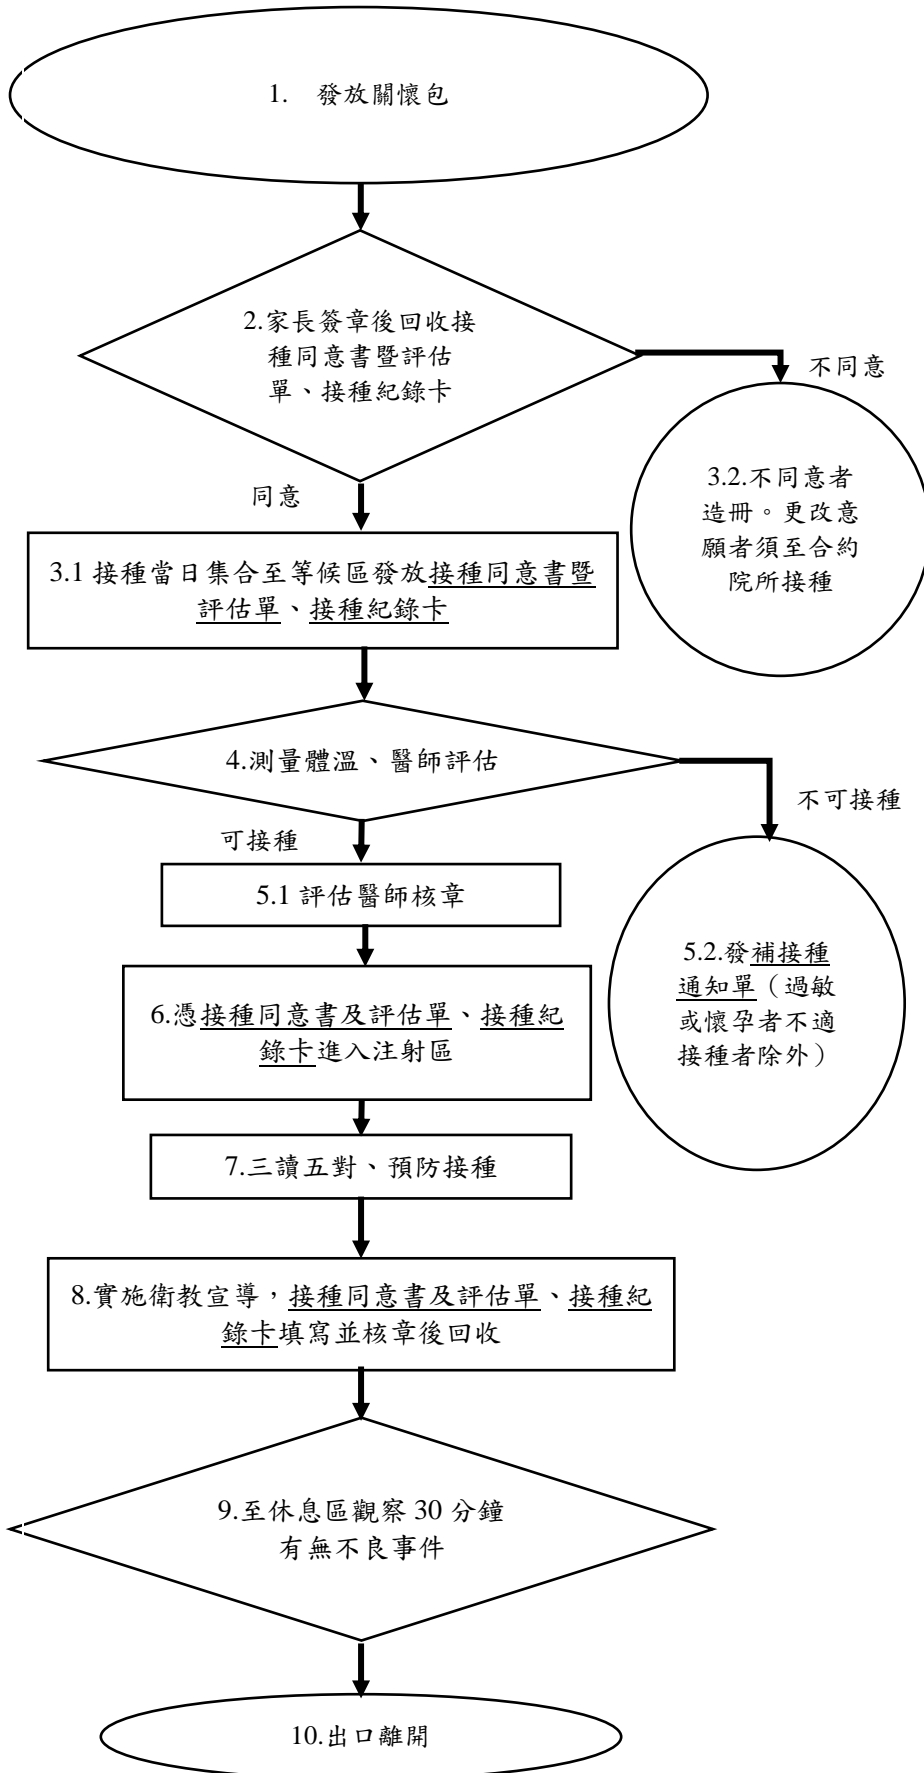 1. 發放關懷包
2.家長簽章後回收接
種同意書暨評估
單、接種紀錄卡
不同意
3.2.不同意者
造冊。更改意
願者須至合約
院所接種
同意
3.1 接種當日集合至等候區發放接種同意書暨
評估單、接種紀錄卡
4.測量體溫、醫師評估
不可接種
可接種
5.1 評估醫師核章
5.2.發補接種
通知單（過敏
或懷孕者不適
接種者除外）
6.憑接種同意書及評估單、接種紀
錄卡進入注射區
7.三讀五對、預防接種
8.實施衛教宣導，接種同意書及評估單、接種紀
錄卡填寫並核章後回收
9.至休息區觀察 30 分鐘
有無不良事件
10.出口離開